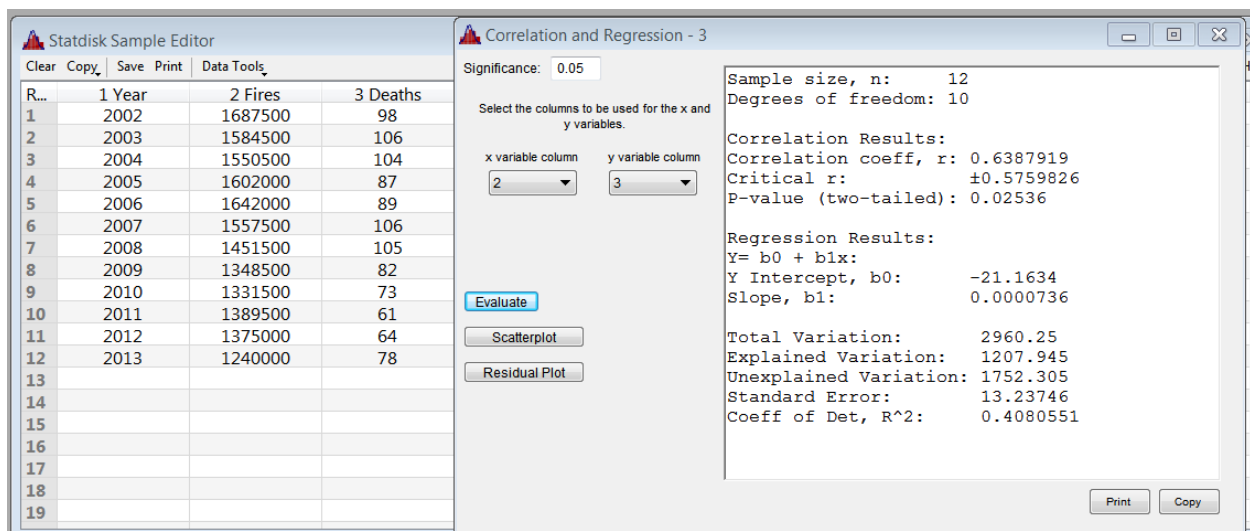 Statdisk Sample Editor
Clear Copy Save Print Data Tools
R... 1 Year 2 Fires 3 Deaths
1 2002 1687500 98
2 2003 1584500 106
3 2004 1550500 104
4 2005 1602000 87
5 2006 1642000 89
6 2007 1557500 106
7 2008 1451500 105
8 2009 1348500 82
9 2010 1331500 73
10 2011 1389500 61
11 2012 1375000 64
12 2013 1240000 78
13
14
15
16
17
18
19
Correlation and Regression - 3
Significance: 0.05
Select the columns to be used for the x and
y variables.
x variable column y variable column
2 3
Evaluate
Scatterplot
Residual Plot
Sample size, n: 12
Degrees of freedom: 10
Correlation Results:
Correlation coeff, r: 0.6387919
Critical r: ±0.5759826
P-value (two-tailed): 0.02536
Regression Results:
Y= b0 + b1x:
Y Intercept, b0: -21.1634
Slope, b1: 0.0000736
Total Variation: 2960.25
Explained Variation: 1207.945
Unexplained Variation: 1752.305
Standard Error: 13.23746
Coeff of Det, R^2: 0.4080551
Print Copy